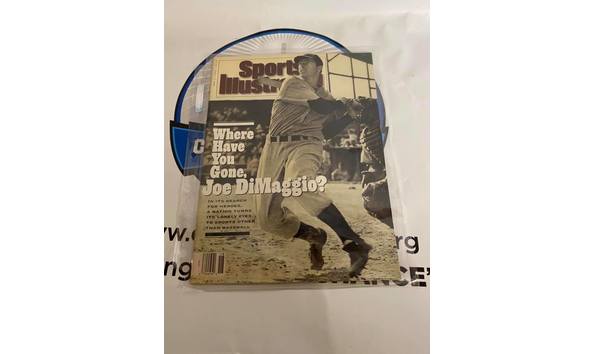 Sports
Illustrated
Where
Have
You
Gone,
Joe DiMaggio?
IN ITS SEARCH
FOR HEROES,
A NATION TURNS
ITS LONELY EYES
TO SPORTS OTHER
THAN BASEBALL